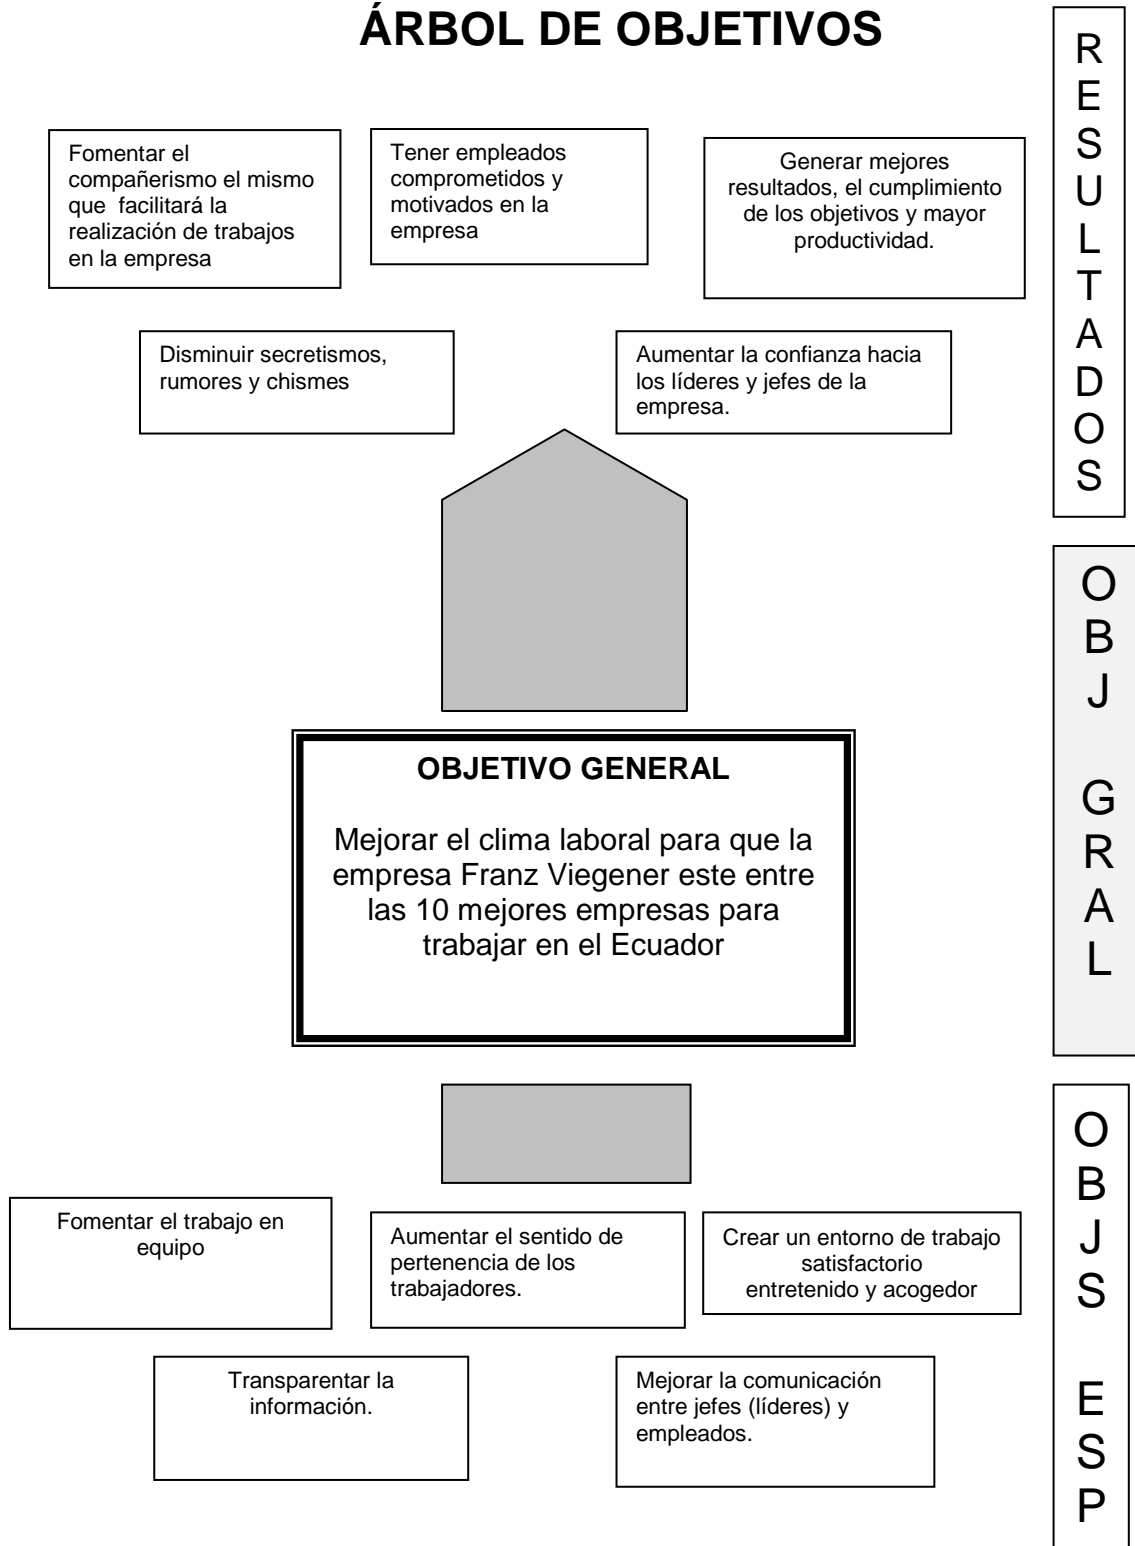 ÁRBOL DE OBJETIVOS
Fomentar el
compañerismo el mismo
que  facilitará la
realización de trabajos
en la empresa
Tener empleados
comprometidos y
motivados en la
empresa
Generar mejores
resultados, el cumplimiento
de los objetivos y mayor
productividad.
Disminuir secretismos,
rumores y chismes
Aumentar la confianza hacia
los líderes y jefes de la
empresa.
R
E
S
U
L
T
A
D
O
S
OBJETIVO GENERAL
Mejorar el clima laboral para que la
empresa Franz Viegener este entre
las 10 mejores empresas para
trabajar en el Ecuador
O
B
J
G
R
A
L
Fomentar el trabajo en
equipo
Aumentar el sentido de
pertenencia de los
trabajadores.
Crear un entorno de trabajo
satisfactorio
entretenido y acogedor
Transparentar la
información.
Mejorar la comunicación
entre jefes (líderes) y
empleados.
O
B
J
S
E
S
P